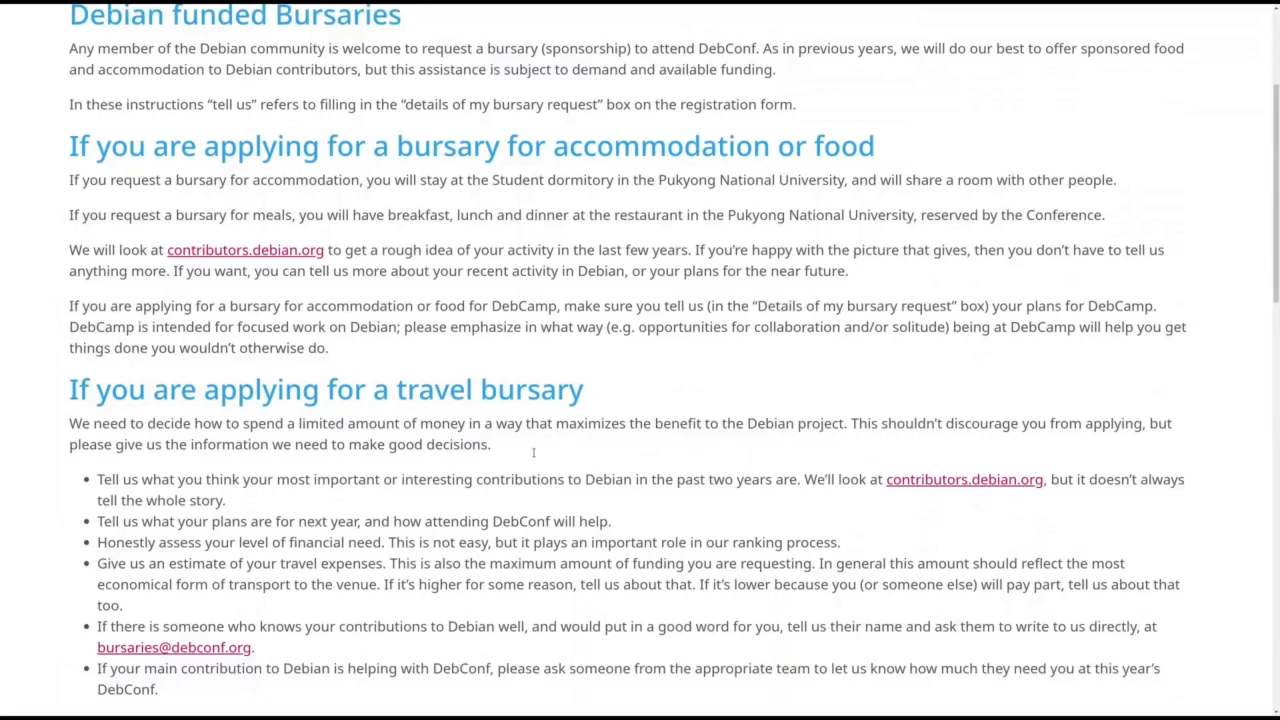 Debian funded Bursaries
Any member of the Debian community is welcome to request a bursary (sponsorship) to attend DebConf. As in previous years, we will do our best to offer sponsored food
and accommodation to Debian contributors, but this assistance is subject to demand and available funding.
In these instructions “tell us” refers to filling in the “details of my bursary request” box on the registration form.
If you are applying for a bursary for accommodation or food
If you request a bursary for accommodation, you will stay at the Student dormitory in the Pukyong National University, and will share a room with other people.
If you request a bursary for meals, you will have breakfast, lunch and dinner at the restaurant in the Pukyong National University, reserved by the Conference.
We will look at contributors.debian.org to get a rough idea of your activity in the last few years. If you’re happy with the picture that gives, then you don’t have to tell us
anything more. If you want, you can tell us more about your recent activity in Debian, or your plans for the near future.
If you are applying for a bursary for accommodation or food for DebCamp, make sure you tell us (in the “Details of my bursary request” box) your plans for DebCamp.
DebCamp is intended for focused work on Debian; please emphasize in what way (e.g. opportunities for collaboration and/or solitude) being at DebCamp will help you get
things done you wouldn’t otherwise do.
If you are applying for a travel bursary
We need to decide how to spend a limited amount of money in a way that maximizes the benefit to the Debian project. This shouldn’t discourage you from applying, but
please give us the information we need to make good decisions.
• Tell us what you think your most important or interesting contributions to Debian in the past two years are. We’ll look at contributors.debian.org, but it doesn’t always
tell the whole story.
• Tell us what your plans are for next year, and how attending DebConf will help.
• Honestly assess your level of financial need. This is not easy, but it plays an important role in our ranking process.
• Give us an estimate of your travel expenses. This is also the maximum amount of funding you are requesting. In general this amount should reflect the most
economical form of transport to the venue. If it’s higher for some reason, tell us about that. If it’s lower because you (or someone else) will pay part, tell us about that
too.
• If there is someone who knows your contributions to Debian well, and would put in a good word for you, tell us their name and ask them to write to us directly, at
bursaries@debconf.org.
• If your main contribution to Debian is helping with DebConf, please ask someone from the appropriate team to let us know how much they need you at this year’s
DebConf.